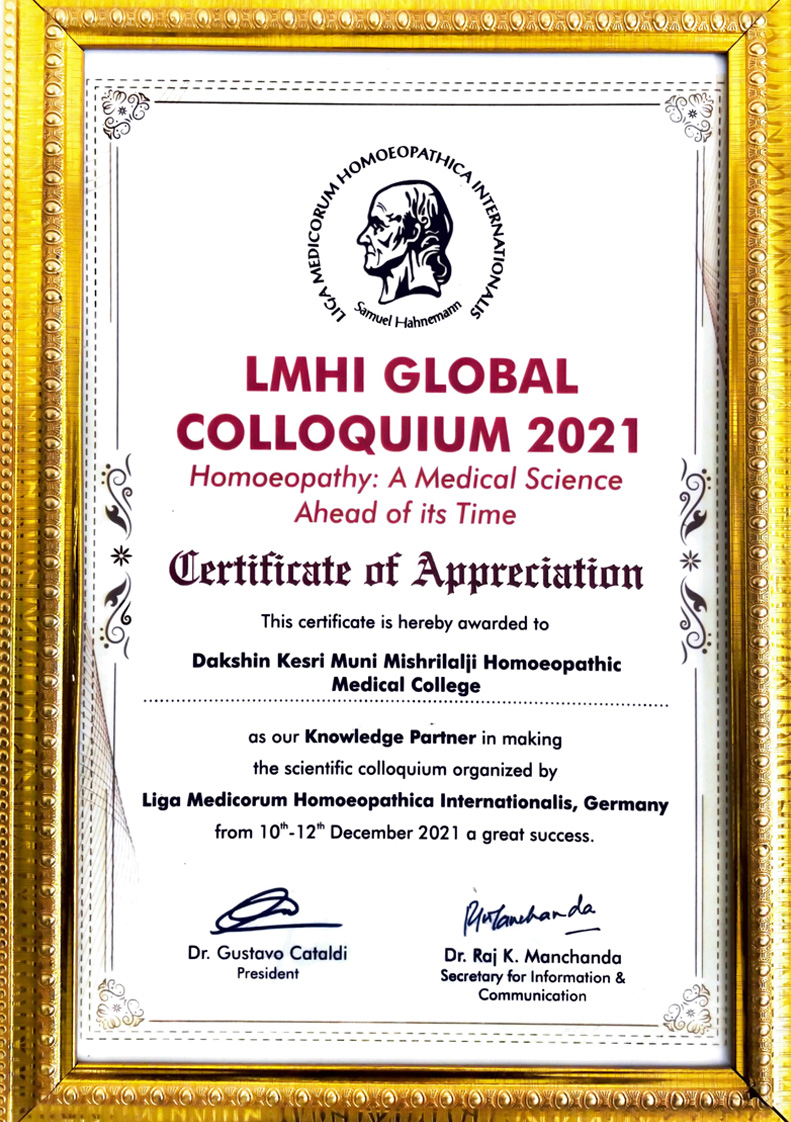 LIGA MEDICORUM HOMOEOPATHICA INTERNATIONALIS
Samuel Hahnemann
LMHI GLOBAL
COLLOQUIUM 2021
Homoeopathy: A Medical Science
Ahead of its Time
Certificate of Appreciation
This certificate is hereby awarded to
Dakshin Kesri Muni Mishrilalji Homoeopathic
Medical College
as our Knowledge Partner in making
the scientific colloquium organized by
Liga Medicorum Homoeopathica Internationalis, Germany
from 10th-12th December 2021 a great success.
Dr. Gustavo Cataldi
President
RKManchanda
Dr. Raj K. Manchanda
Secretary for Information &
Communication